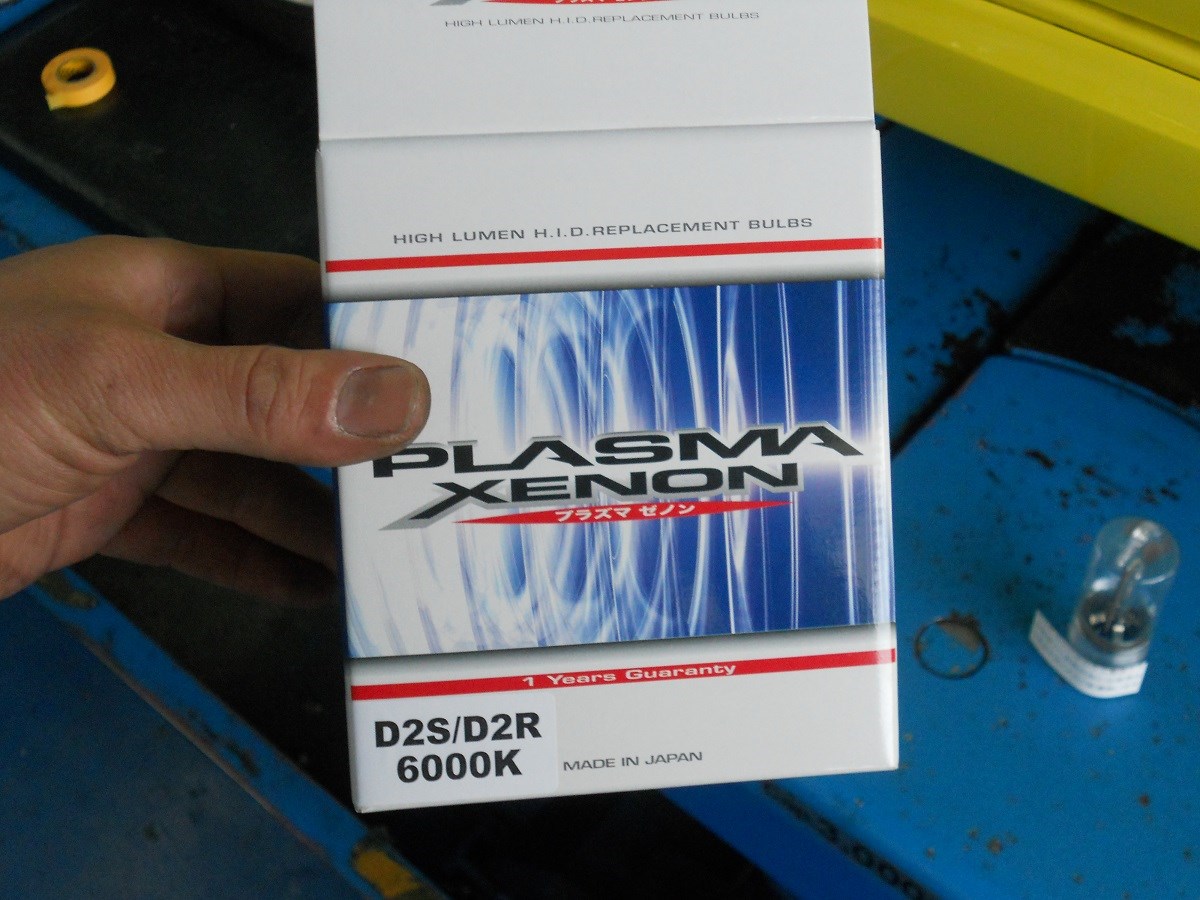 HIGH LUMEN H.I.D.REPLACEMENT BULBS
HIGH LUMEN H.I.D.REPLACEMENT BULBS
PLASMA
XENON
プラズマ ゼノン
1 Years Guaranty
D2S/D2R
6000K
MADE IN JAPAN